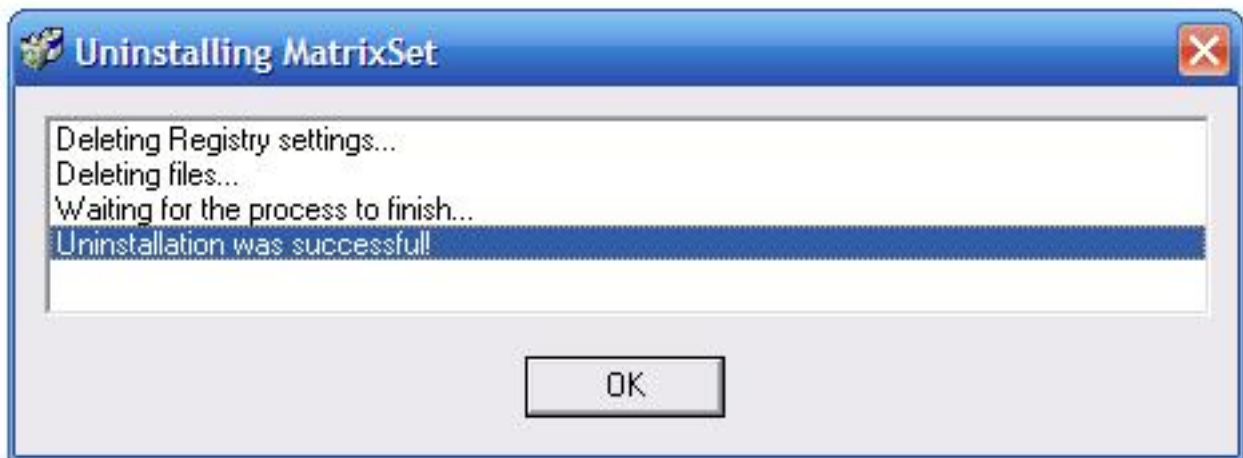 Uninstalling MatrixSet
Deleting Registry settings...
Deleting files...
Waiting for the process to finish...
Uninstallation was successful!
OK